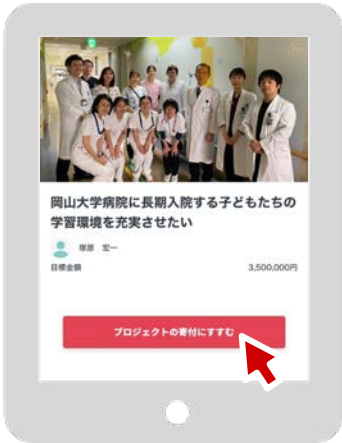 岡山大学病院に長期入院する子どもたちの
学習環境を充実させたい
塚原 宏一
目標金額 3,500,000円
プロジェクトの寄付にすすむ